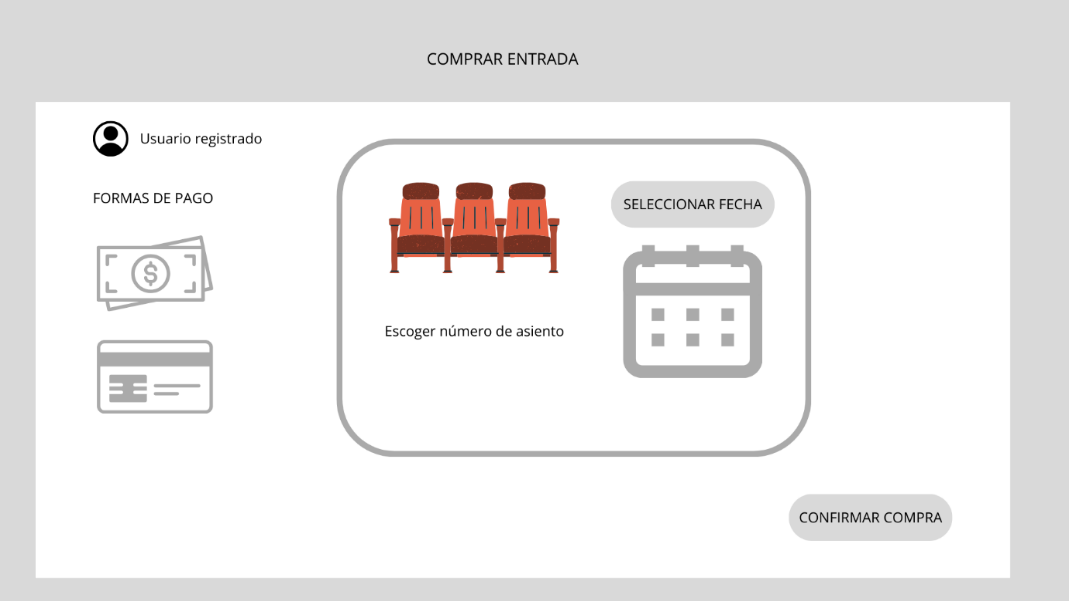 COMPRAR ENTRADA
Usuario registrado
FORMAS DE PAGO
$
SELECCIONAR FECHA
Escoger número de asiento
CONFIRMAR COMPRA